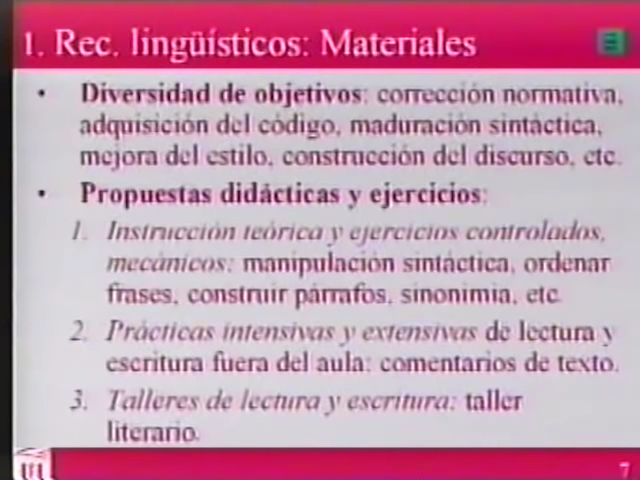 1. Rec. lingüísticos: Materiales
• Diversidad de objetivos: corrección normativa,
adquisición del código, maduración sintáctica,
mejora del estilo, construcción del discurso, etc.
• Propuestas didácticas y ejercicios:
1. Instrucción teórica y ejercicios controlados,
mecánicos: manipulación sintáctica, ordenar
frases, construir párrafos, sinonimia, etc.
2. Prácticas intensivas y extensivas de lectura y
escritura fuera del aula: comentarios de texto.
3. Talleres de lectura y escritura: taller
literario.
7